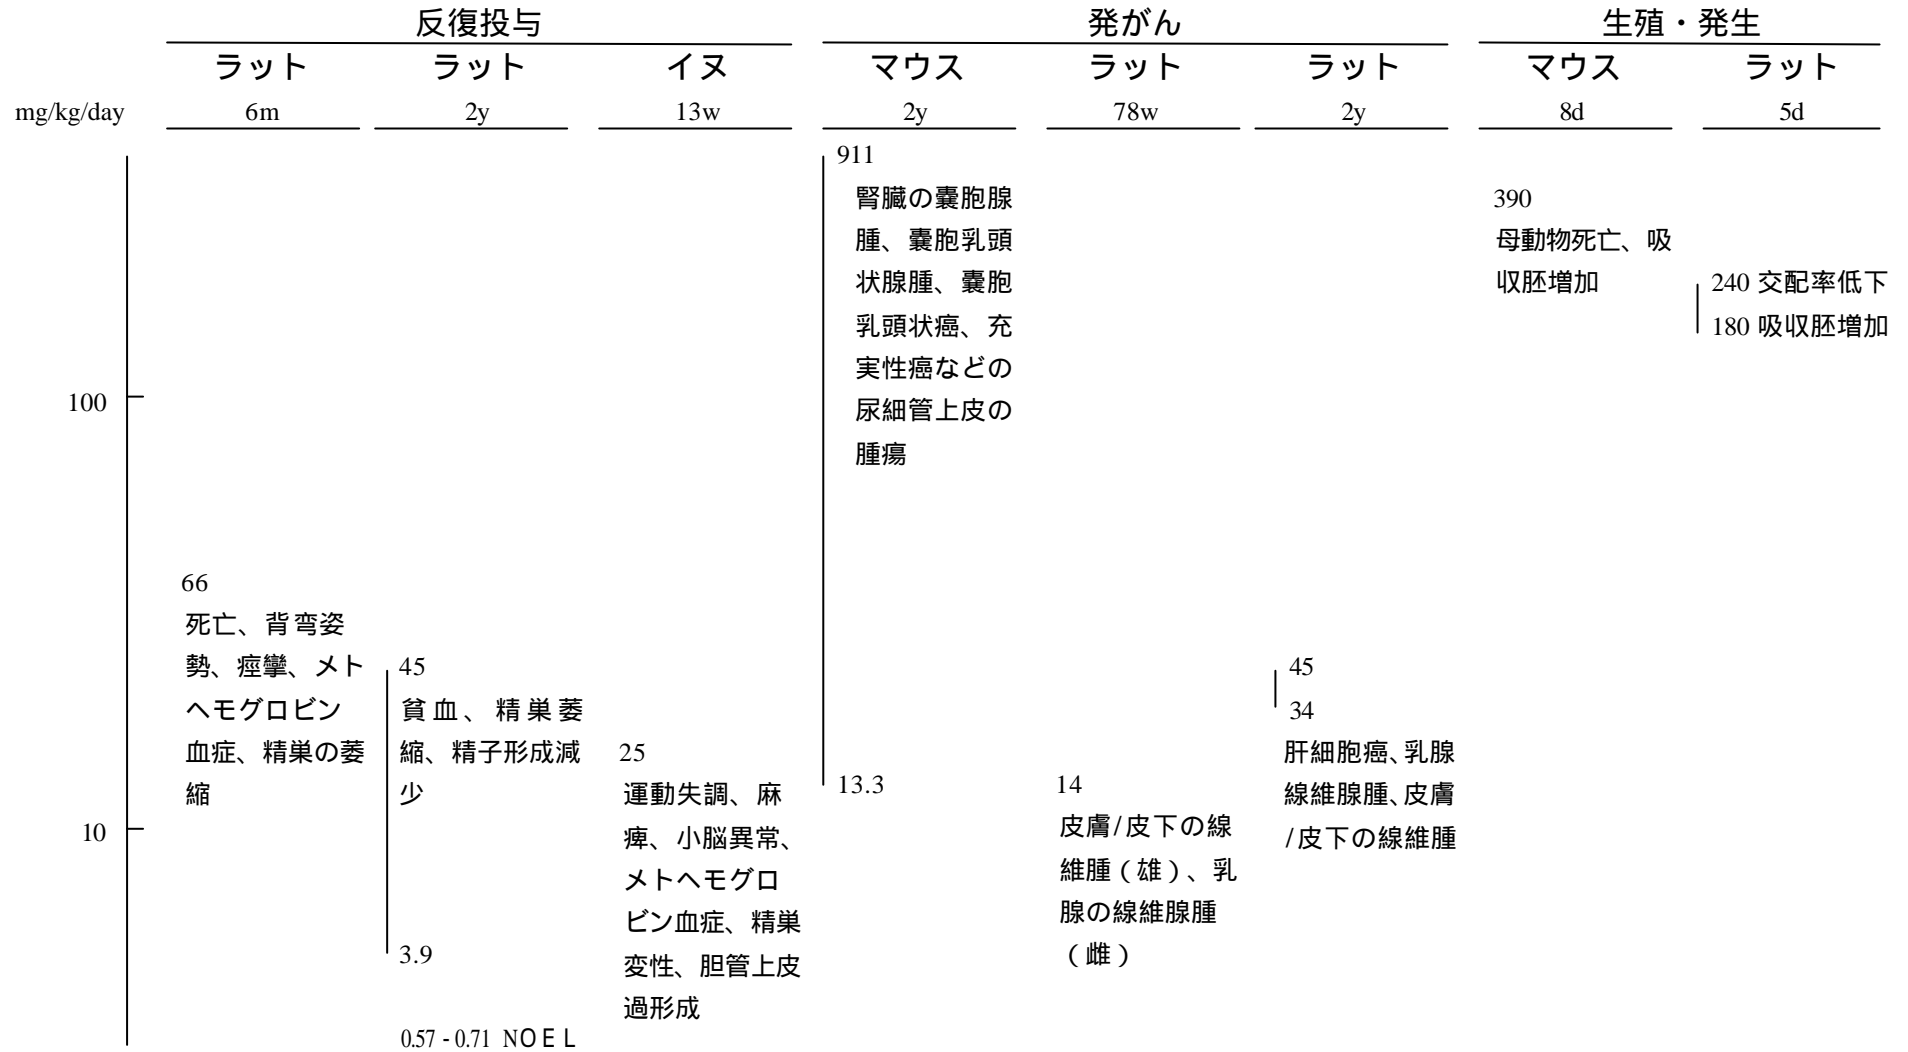 反復投与
発がん
生殖・発生
ラット
ラット
イヌ
マウス
ラット
ラット
マウス
ラット
mg/kg/day
6m
2y
13w
2y
78w
2y
8d
5d
100
10
66
死亡、背弯姿
勢、痙攣、メト
ヘモグロビン
血症、精巣の萎
縮
45
貧血、精巣萎
縮、精子形成減
少
3.9
0.57 - 0.71 NOEL
25
運動失調、麻
痺、小脳異常、
メトヘモグロ
ビン血症、精巣
変性、胆管上皮
過形成
911
腎臓の嚢胞腺
腫、嚢胞乳頭
状腺腫、嚢胞
乳頭状癌、充
実性癌などの
尿細管上皮の
腫瘍
13.3
14
皮膚/皮下の線
維腫（雄）、乳
腺の線維腺腫
（雌）
45
34
肝細胞癌、乳腺
線維腺腫、皮膚
/皮下の線維腫
390
母動物死亡、吸
収胚増加
240 交配率低下
180 吸収胚増加